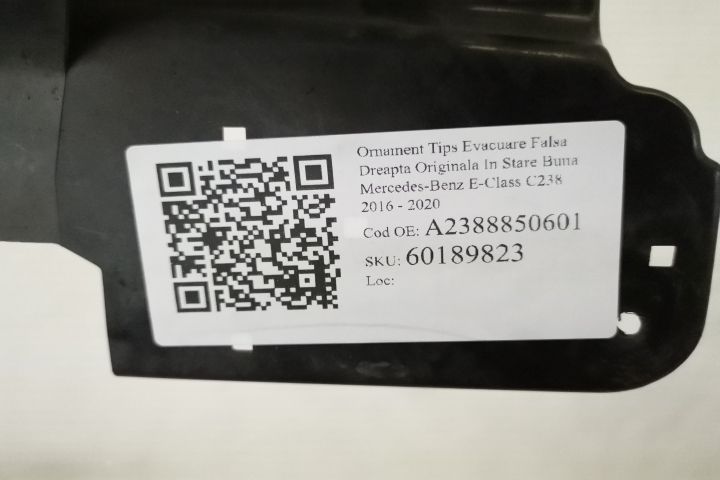 Ornament Tips Evacuare Falsa
Dreapta Originala In Stare Buna
Mercedes-Benz E-Class C238
2016 - 2020
Cod OE: A2388850601
SKU: 60189823
Loc: